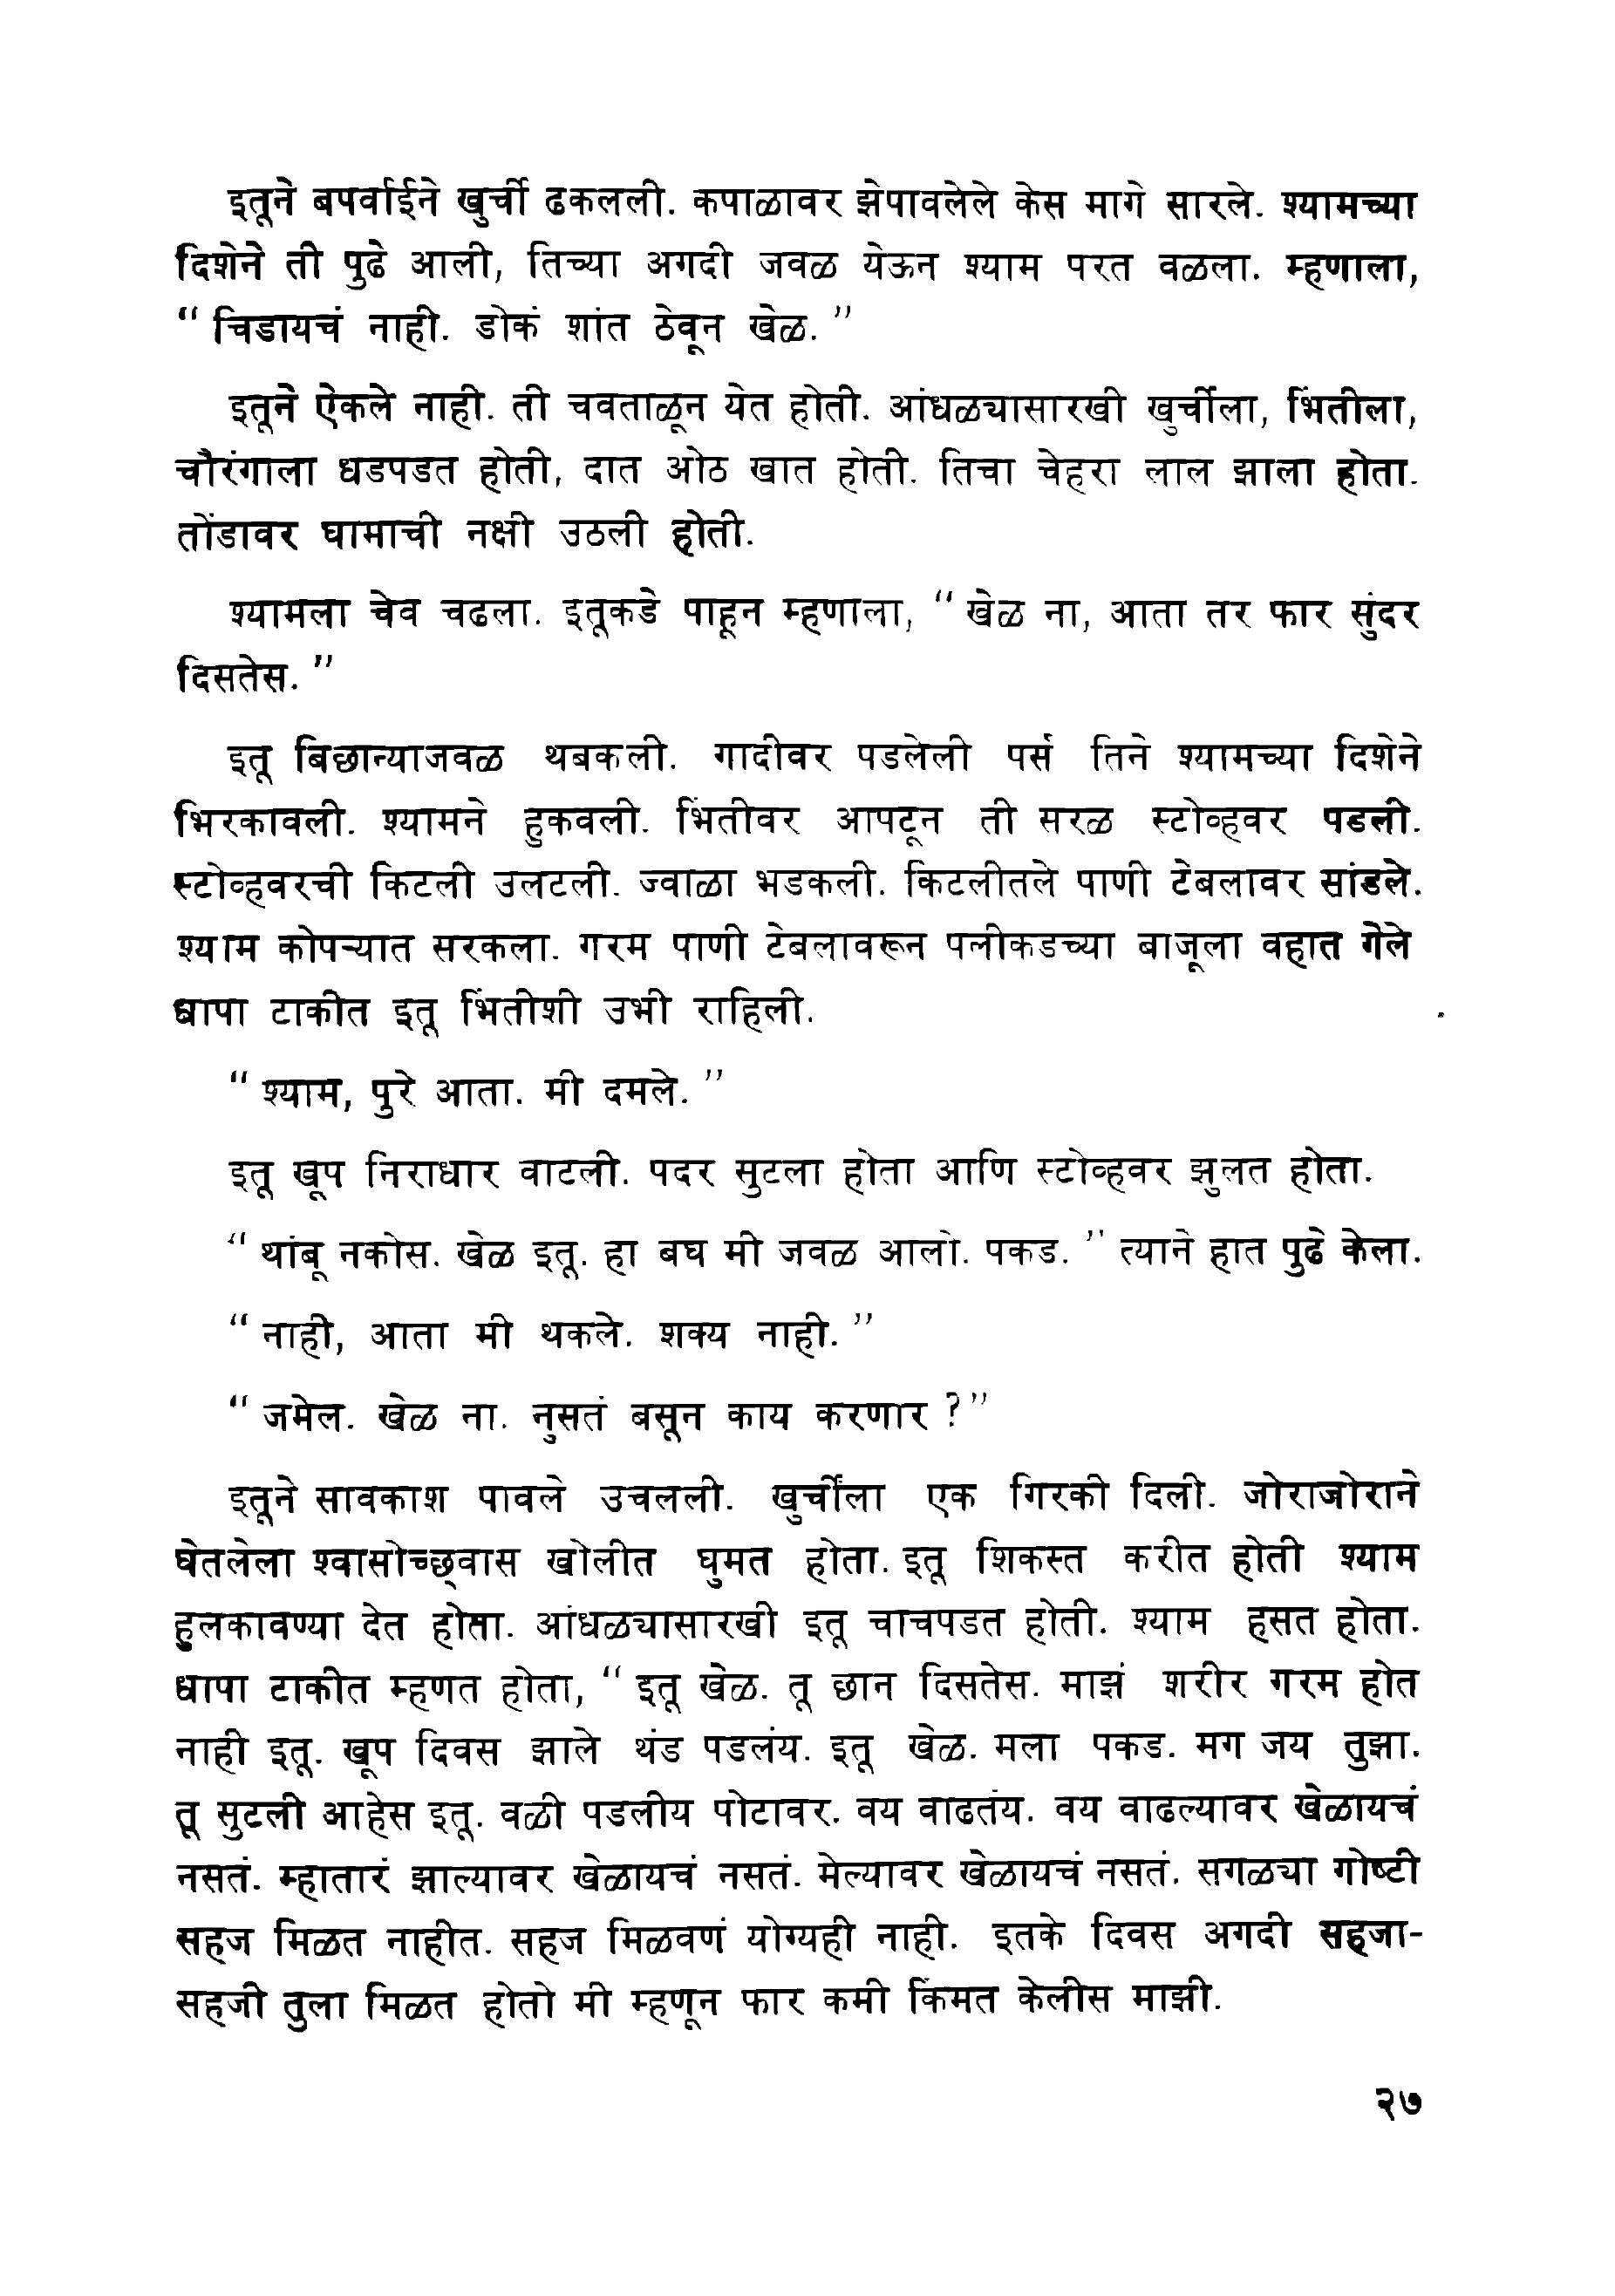 इतूने बपर्वाईने खुर्ची ढकलली. कपाळावर झेपावलेले केस मागे सारले. श्यामच्या
दिशेने ती पुढे आली, तिच्या अगदी जवळ येऊन श्याम परत वळला. म्हणाला,
“ चिडायचं नाही. डोकं शांत ठेवून खेळ. ”
इतूने ऐकले नाही. ती चवताळून येत होती. आंधळ्यासारखी खुर्चीला, भिंतीला,
चौरंगाला धडपडत होती, दात ओठ खात होती. तिचा चेहरा लाल झाला होता.
तोंडावर घामाची नक्षी उठली होती.
श्यामला चेव चढला. इतूकडे पाहून म्हणाला, “ खेळ ना, आता तर फार सुंदर
दिसतेस. ”
इतू बिछान्याजवळ थबकली. गादीवर पडलेली पर्स तिने श्यामच्या दिशेने
भिरकावली. श्यामने हुकवली. भिंतीवर आपटून ती सरळ स्टोव्हवर पडली.
स्टोव्हवरची किटली उलटली. ज्वाळा भडकली. किटलीतले पाणी टेबलावर सांडले.
श्याम कोपऱ्यात सरकला. गरम पाणी टेबलावरून पलीकडच्या बाजूला वहात गेले
धापा टाकीत इतू भिंतीशी उभी राहिली.
“ श्याम, पुरे आता. मी दमले. ”
इतू खूप निराधार वाटली. पदर सुटला होता आणि स्टोव्हवर झुलत होता.
“ थांबू नकोस. खेळ इतू. हा बघ मी जवळ आलो. पकड. ” त्याने हात पुढे केला.
“ नाही, आता मी थकले. शक्य नाही. ”
“ जमेल. खेळ ना. नुसतं बसून काय करणार ? ”
इतूने सावकाश पावले उचलली. खुर्चीला एक गिरकी दिली. जोराजोराने
घेतलेला श्वासोच्छ्‌वास खोलीत घुमत होता. इतू शिकस्त करीत होती श्याम
हुलकावण्या देत होता. आंधळ्यासारखी इतू चाचपडत होती. श्याम हसत होता.
धापा टाकीत म्हणत होता, “ इतू खेळ. तू छान दिसतेस. माझं शरीर गरम होत
नाही इतू. खूप दिवस झाले थंड पडलंय. इतू खेळ. मला पकड. मग जय तुझा.
तू सुटली आहेस इतू. वळी पडलीय पोटावर. वय वाढतंय. वय वाढल्यावर खेळायचं
नसतं. म्हातारं झाल्यावर खेळायचं नसतं. मेल्यावर खेळायचं नसतं. सगळ्या गोष्टी
सहज मिळत नाहीत. सहज मिळवणं योग्यही नाही. इतके दिवस अगदी सहजा-
सहजी तुला मिळत होतो मी म्हणून फार कमी किंमत केलीस माझी.
२७